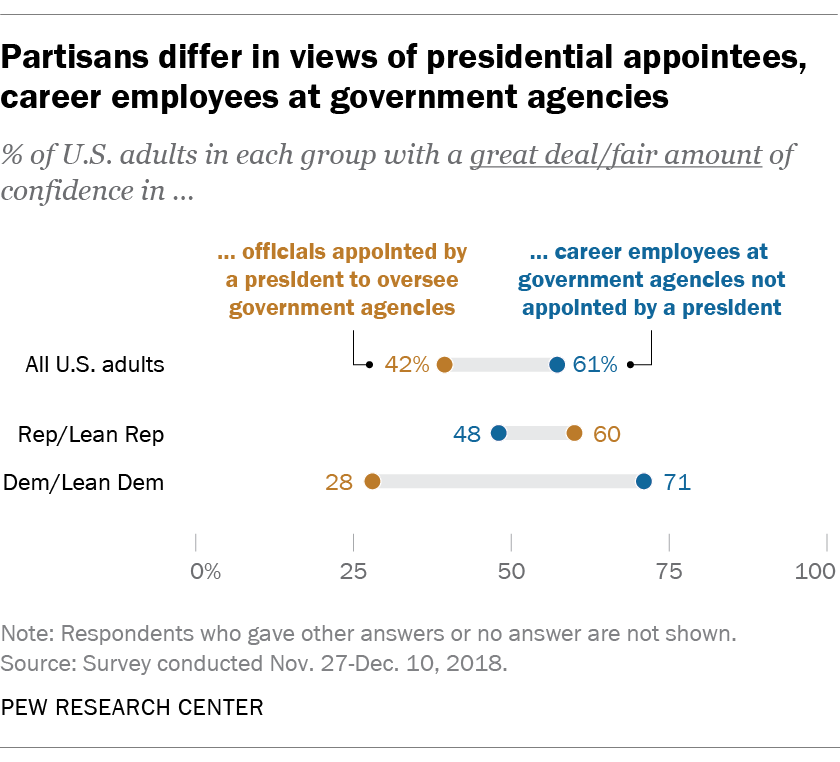 Partisans differ in views of presidential appointees,
career employees at government agencies
% of U.S. adults in each group with a great deal/fair amount of
confidence in ...
... officials appointed by
a president to oversee
government agencies
... career employees at
government agencies not
appointed by a president
All U.S. adults 42% 61%
Rep/Lean Rep 48 60
Dem/Lean Dem 28 71
0% 25 50 75 100
Note: Respondents who gave other answers or no answer are not shown.
Source: Survey conducted Nov. 27-Dec. 10, 2018.
PEW RESEARCH CENTER